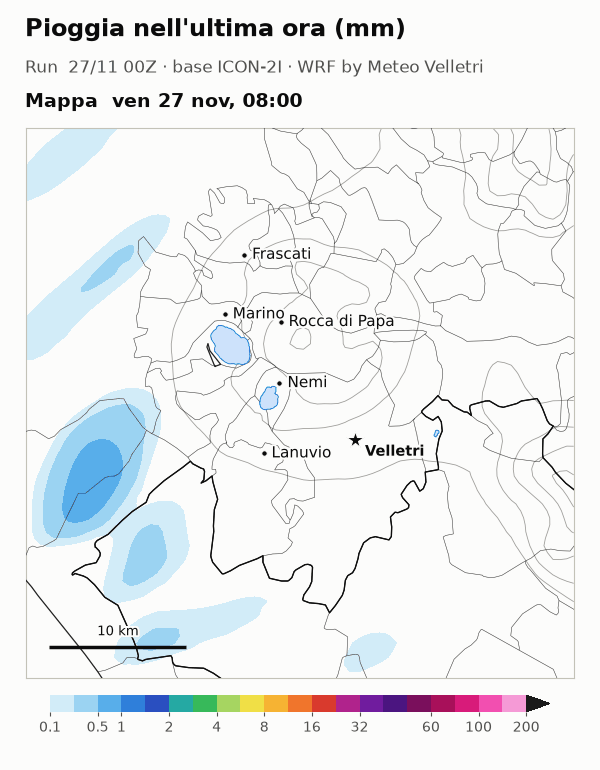 Pioggia nell'ultima ora (mm)
Run  27/11 00Z · base ICON-2I · WRF by Meteo Velletri
Mappa  ven 27 nov, 08:00
Frascati
Marino
Rocca di Papa
Nemi
Velletri
Lanuvio
10 km
0.1 0.5 1 2 4 8 16 32 60 100 200